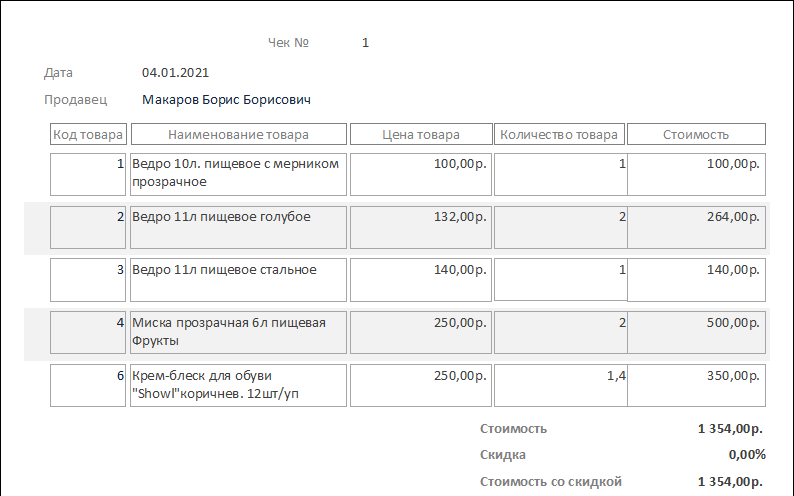 Чек № 1
Дата 04.01.2021
Продавец Макаров Борис Борисович
Код товара Наименование товара Цена товара Количество товара Стоимость
1 Ведро 10л. пищевое с мерником 100,00р. 1 100,00р.
прозрачное
2 Ведро 11л пищевое голубое 132,00р. 2 264,00р.
3 Ведро 11л пищевое стальное 140,00р. 1 140,00р.
4 Миска прозрачная 6л пищевая 250,00р. 2 500,00р.
Фрукты
6 Крем-блеск для обуви 250,00р. 1,4 350,00р.
"Showl"коричнев. 12шт/уп
Стоимость 1 354,00р.
Скидка 0,00%
Стоимость со скидкой 1 354,00р.